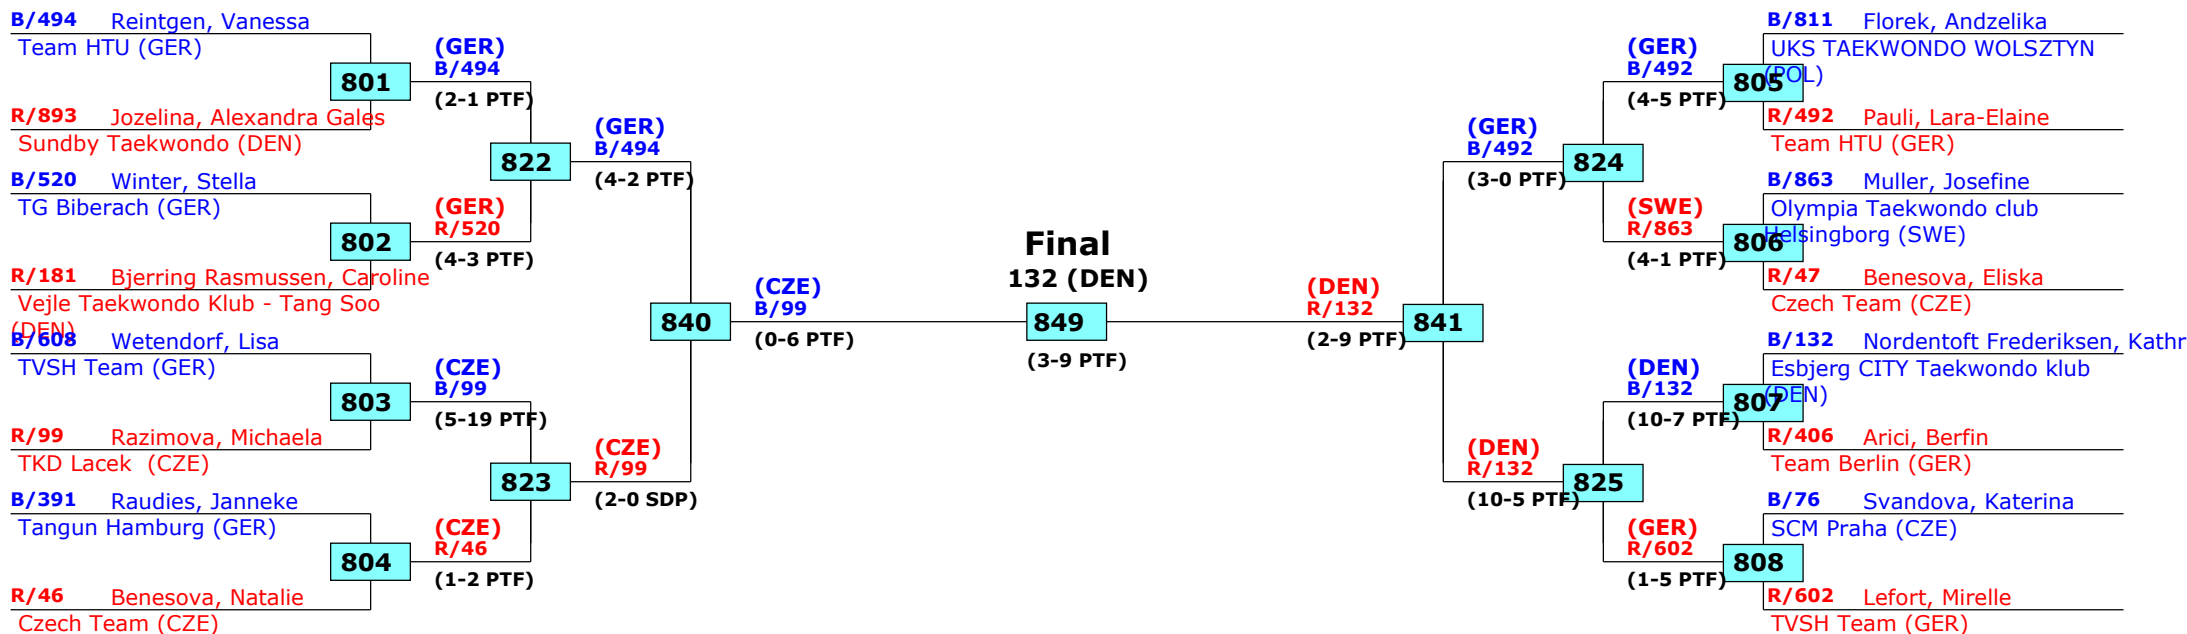 B/494 Reintgen, Vanessa
Team HTU (GER)
801
R/893 Jozelina, Alexandra Gales
Sundby Taekwondo (DEN)
B/520 Winter, Stella
TG Biberach (GER)
802
R/181 Bjerring Rasmussen, Caroline
Vejle Taekwondo Klub - Tang Soo
(DEN)
B/608 Wetendorf, Lisa
TVSH Team (GER)
803
R/99 Razimova, Michaela
TKD Lacek (CZE)
B/391 Raudies, Janneke
Tangun Hamburg (GER)
804
R/46 Benesova, Natalie
Czech Team (CZE)
(GER)
B/494
(2-1 PTF)
822
(GER)
R/520
(4-3 PTF)
(CZE)
B/99
(5-19 PTF)
823
(CZE)
R/46
(1-2 PTF)
(GER)
B/494
(4-2 PTF)
840
(CZE)
R/99
(2-0 SDP)
(CZE)
B/99
(0-6 PTF)
Final
132 (DEN)
849
(3-9 PTF)
(DEN)
R/132
(2-9 PTF)
841
(GER)
B/492
(3-0 PTF)
824
(DEN)
R/132
(10-5 PTF)
825
(GER)
B/492
(4-5 PTF)
805
(SWE)
R/863
(4-1 PTF)
806
(DEN)
B/132
(10-7 PTF)
807
(GER)
R/602
(1-5 PTF)
808
B/811 Florek, Andzelika
UKS TAEKWONDO WOLSZTYN
(POL)
R/492 Pauli, Lara-Elaine
Team HTU (GER)
B/863 Muller, Josefine
Olympia Taekwondo club
Helsingborg (SWE)
R/47 Benesova, Eliska
Czech Team (CZE)
B/132 Nordentoft Frederiksen, Kathr
Esbjerg CITY Taekwondo klub
(DEN)
R/406 Arici, Berfin
Team Berlin (GER)
B/76 Svandova, Katerina
SCM Praha (CZE)
R/602 Lefort, Mirelle
TVSH Team (GER)